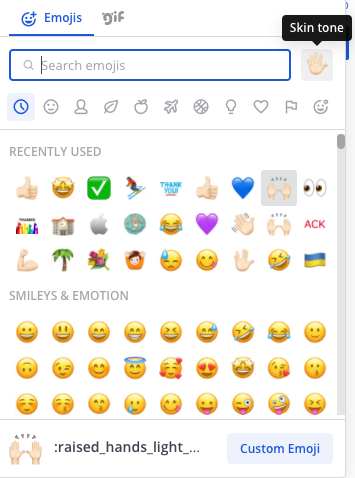 Emojis
gif
Skin tone
Search emojis
RECENTLY USED
THANK YOU!
THANKS
ACK
SMILEYS & EMOTION
:raised_hands_light_...
Custom Emoji